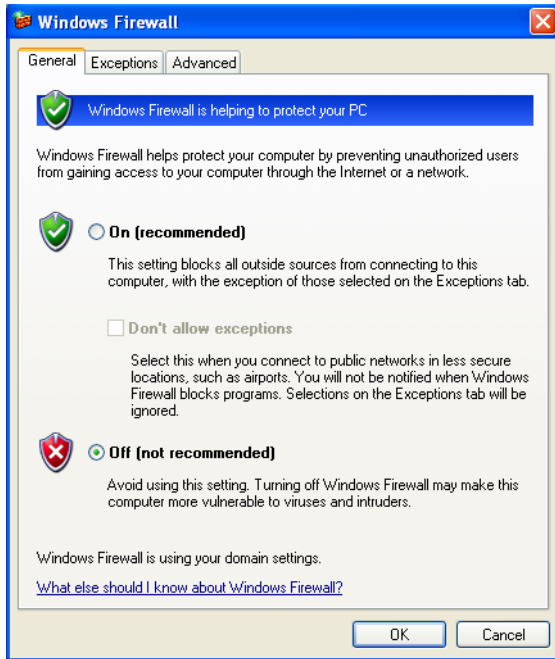 Windows Firewall
General Exceptions Advanced
Windows Firewall is helping to protect your PC
Windows Firewall helps protect your computer by preventing unauthorized users
from gaining access to your computer through the Internet or a network.
On (recommended)
This setting blocks all outside sources from connecting to this
computer, with the exception of those selected on the Exceptions tab.
Don't allow exceptions
Select this when you connect to public networks in less secure
locations, such as airports. You will not be notified when Windows
Firewall blocks programs. Selections on the Exceptions tab will be
ignored.
Off (not recommended)
Avoid using this setting. Turning off Windows Firewall may make this
computer more vulnerable to viruses and intruders.
Windows Firewall is using your domain settings.
What else should I know about Windows Firewall?
OK Cancel